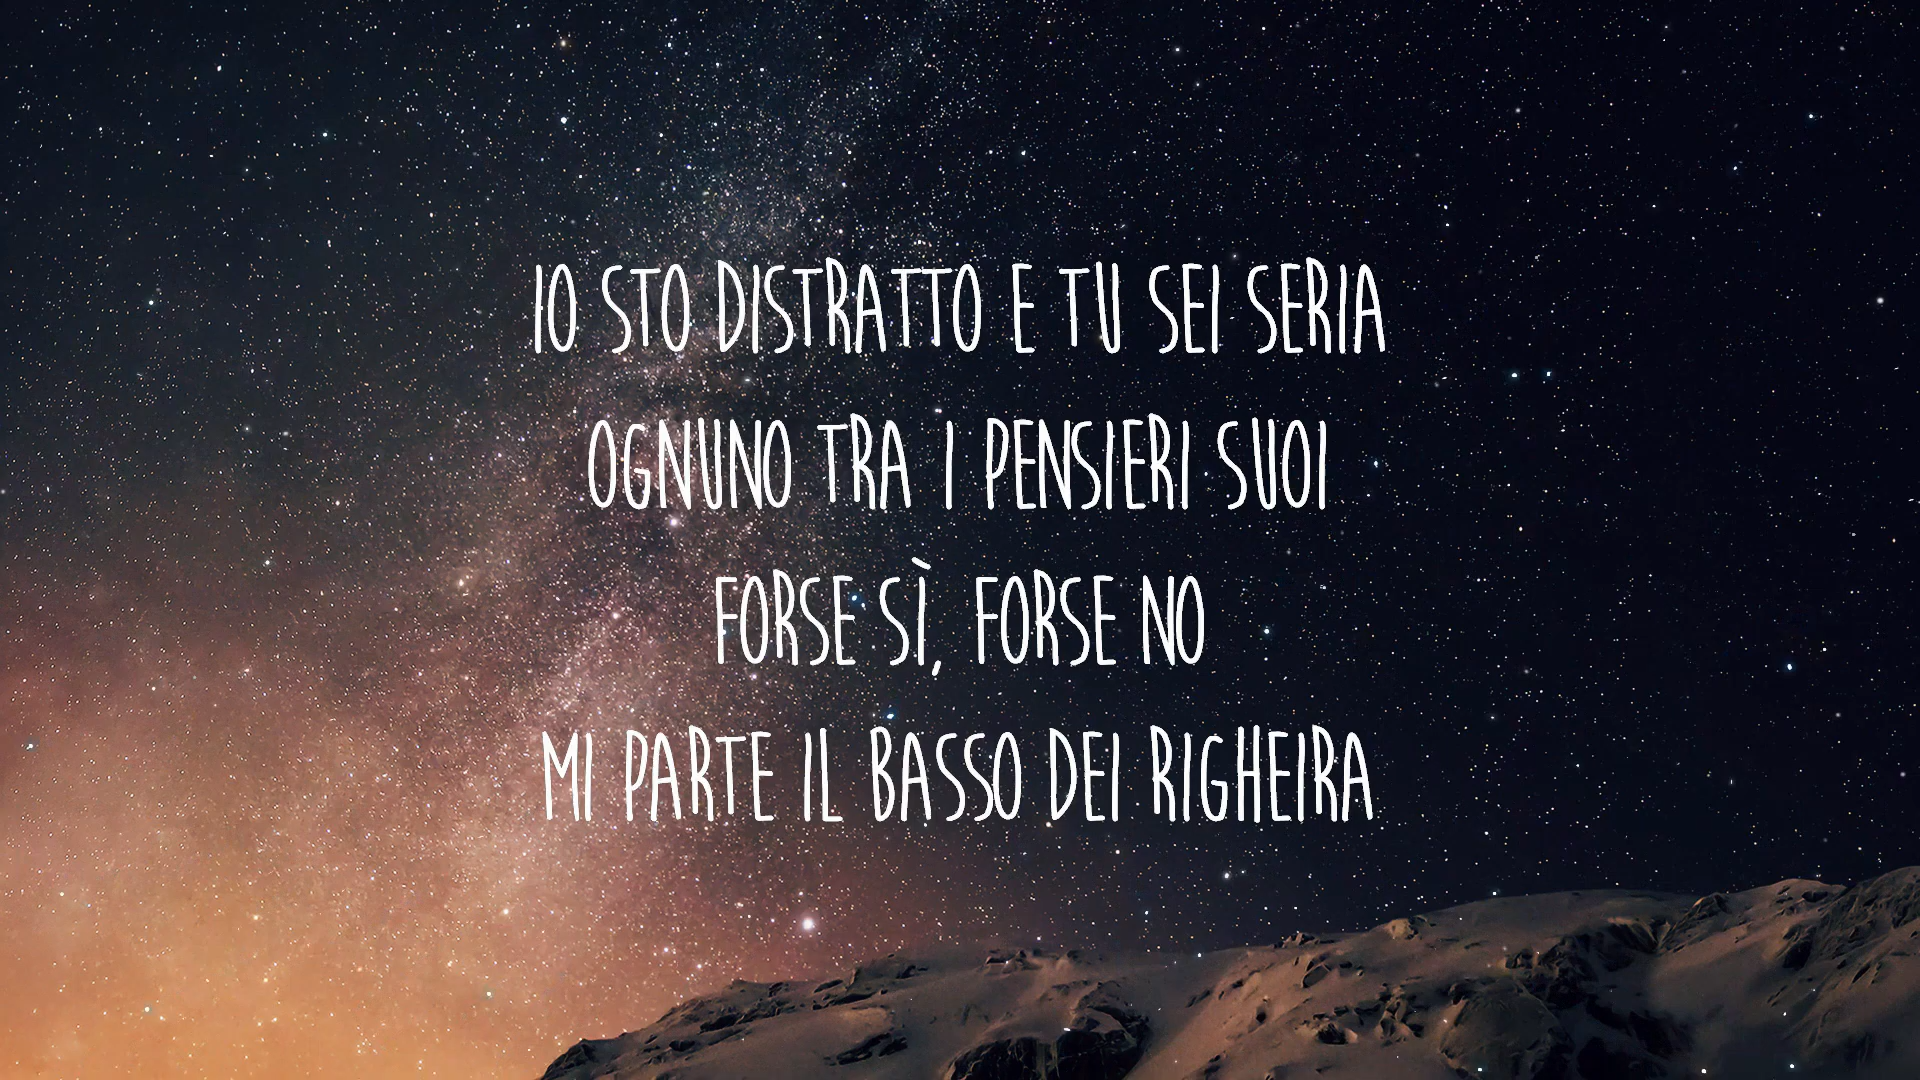 IO STO DISTRATTO E TU SEI SERIA
OGNUNO TRA I PENSIERI SUOI
FORSE SÌ, FORSE NO
MI PARTE IL BASSO DEI RIGHEIRA